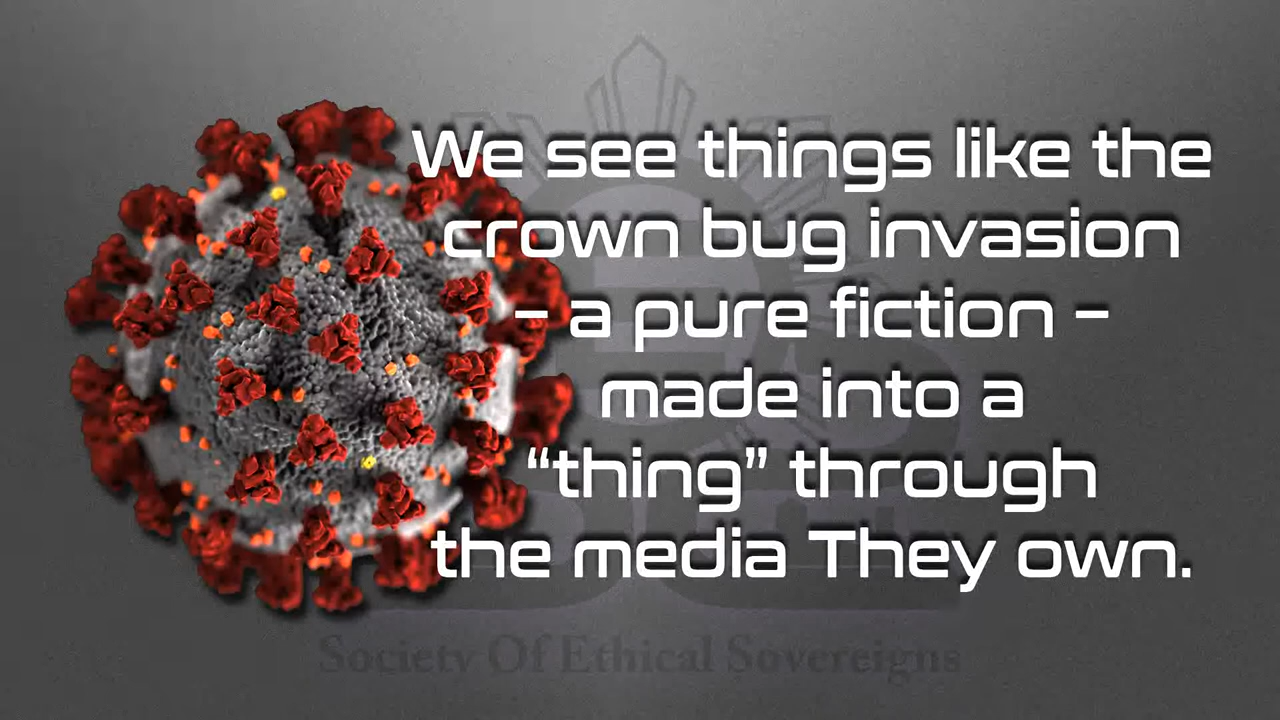 We see things like the
crown bug invasion
– a pure fiction –
made into a
“thing” through
the media They own.
Society Of Ethical Sovereigns